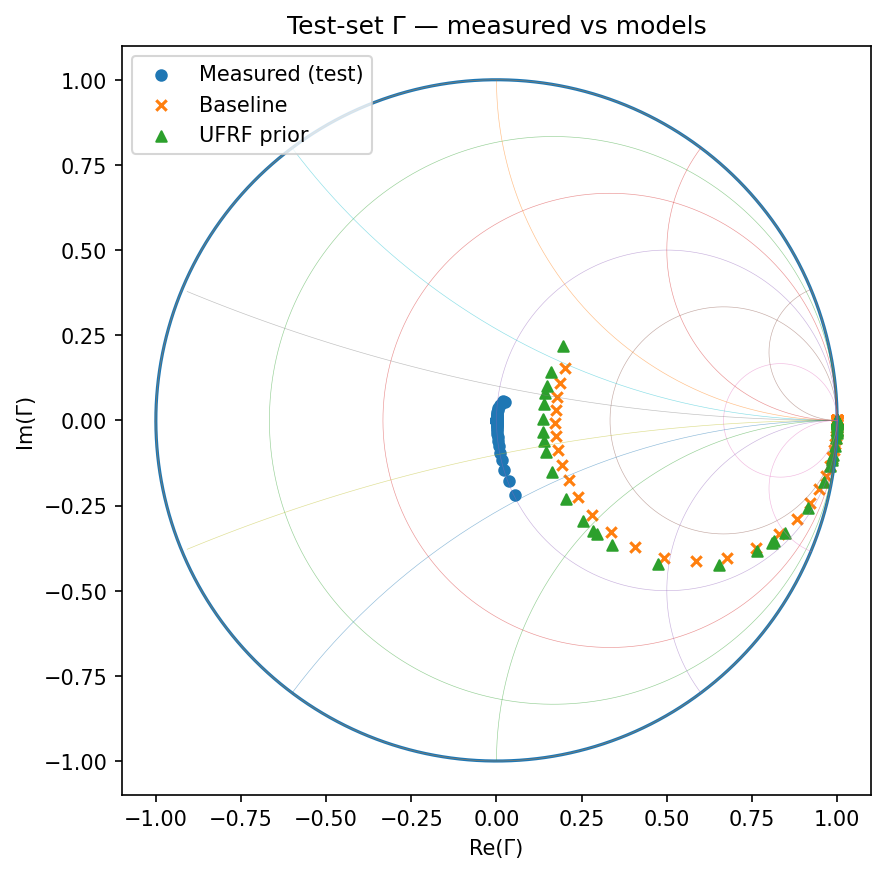 Test-set Γ — measured vs models
Measured (test)
Baseline
UFRF prior
1.00
0.75
0.50
0.25
0.00
−0.25
−0.50
−0.75
−1.00
Im(Γ)
−1.00 −0.75 −0.50 −0.25 0.00 0.25 0.50 0.75 1.00
Re(Γ)